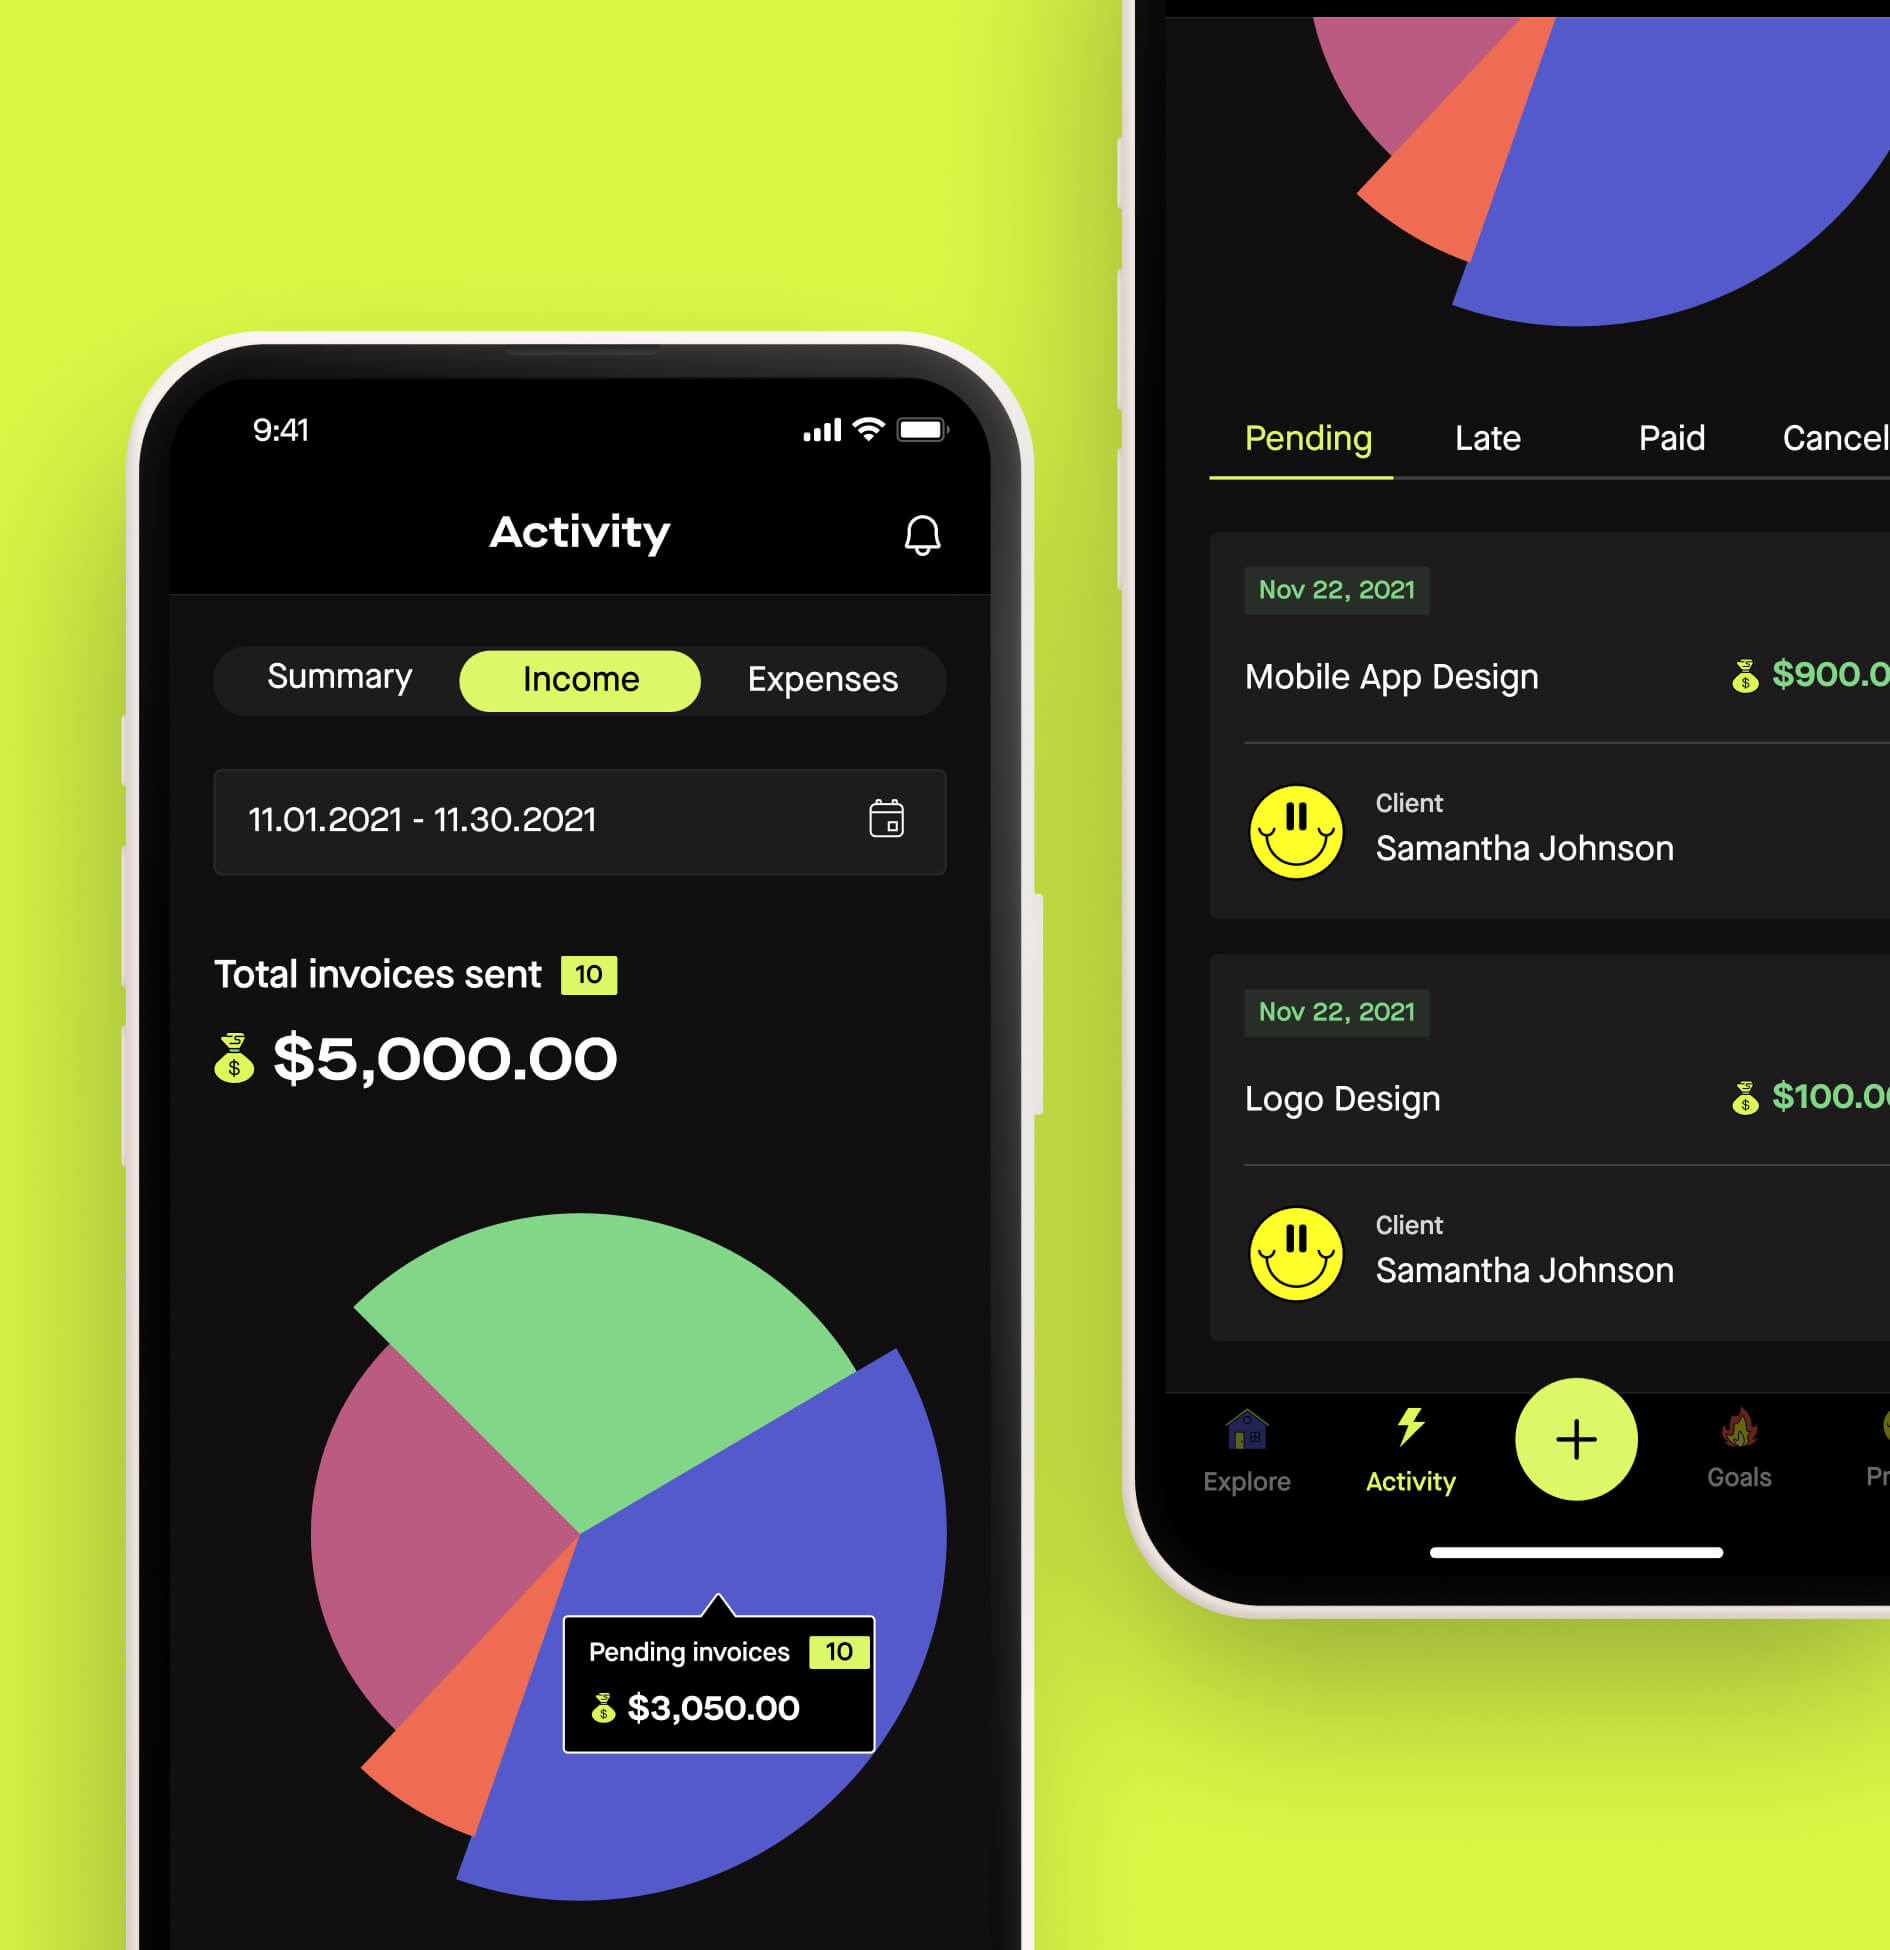 9:41
Activity
Summary
Income
Expenses
11.01.2021 - 11.30.2021
Total invoices sent 10
$5,000.00
Pending invoices 10
$3,050.00
Pending
Late
Paid
Cancel
Nov 22, 2021
Mobile App Design
$900.0
Client
Samantha Johnson
Nov 22, 2021
Logo Design
$100.0
Client
Samantha Johnson
Explore
Activity
Goals
Pr